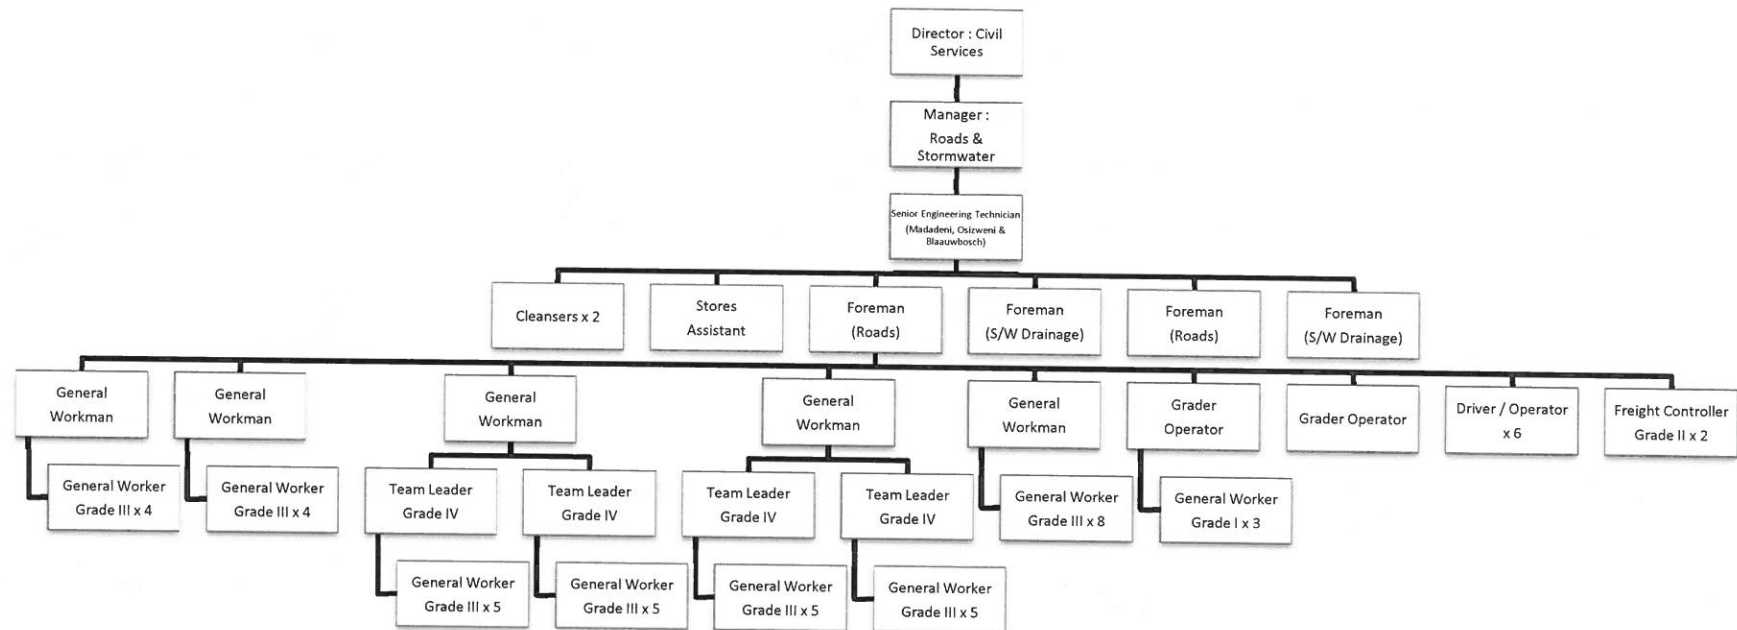 Director : Civil
Services
Manager :
Roads &
Stormwater
Senior Engineering Technician
(Madadeni, Osizweni &
Blaauwbosch)
Cleansers x 2
Stores
Assistant
Foreman
(Roads)
Foreman
(S/W Drainage)
Foreman
(Roads)
Foreman
(S/W Drainage)
General
Workman
General
Workman
General
Workman
General
Workman
General
Workman
Grader
Operator
Grader Operator
Driver / Operator
x 6
Freight Controller
Grade II x 2
General Worker
Grade III x 4
General Worker
Grade III x 4
Team Leader
Grade IV
Team Leader
Grade IV
Team Leader
Grade IV
Team Leader
Grade IV
General Worker
Grade III x 8
General Worker
Grade I x 3
General Worker
Grade III x 5
General Worker
Grade III x 5
General Worker
Grade III x 5
General Worker
Grade III x 5